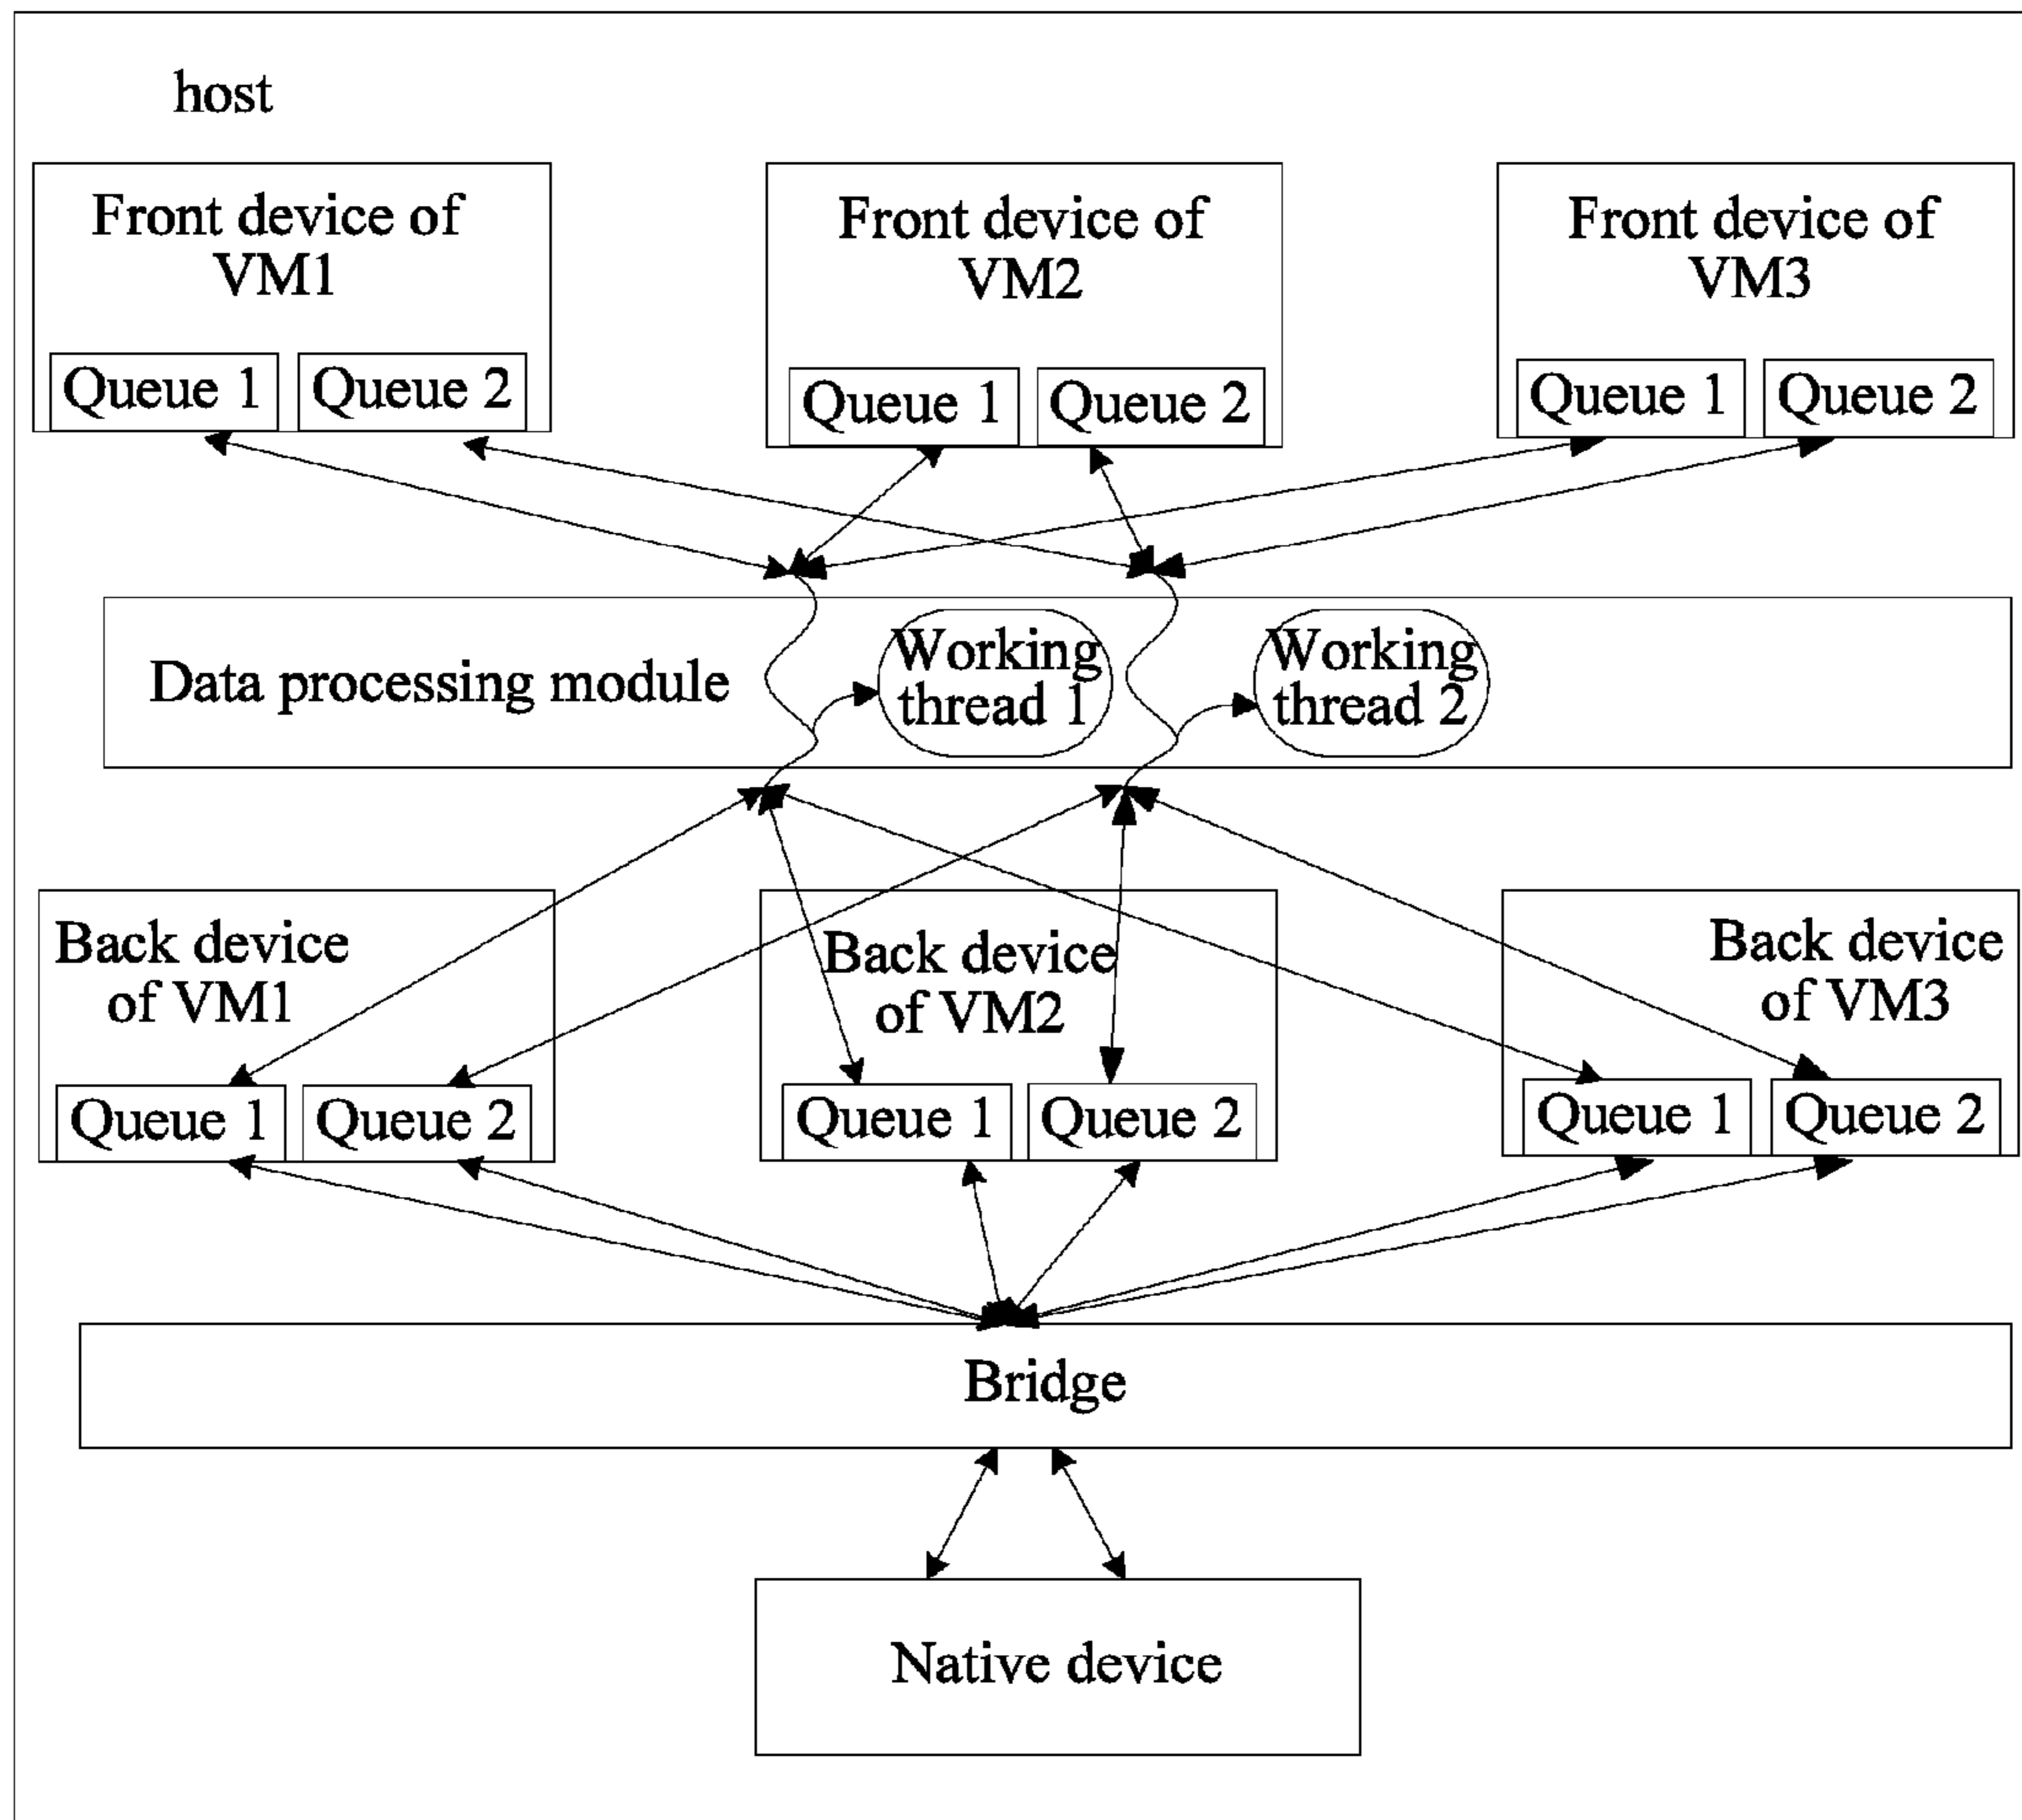 host
Front device of
VM1
Queue 1
Queue 2
Front device of
VM2
Queue 1
Queue 2
Front device of
VM3
Queue 1
Queue 2
Data processing module
Working
thread 1
Working
thread 2
Back device
of VM1
Queue 1
Queue 2
Back device
of VM2
Queue 1
Queue 2
Back device
of VM3
Queue 1
Queue 2
Bridge
Native device